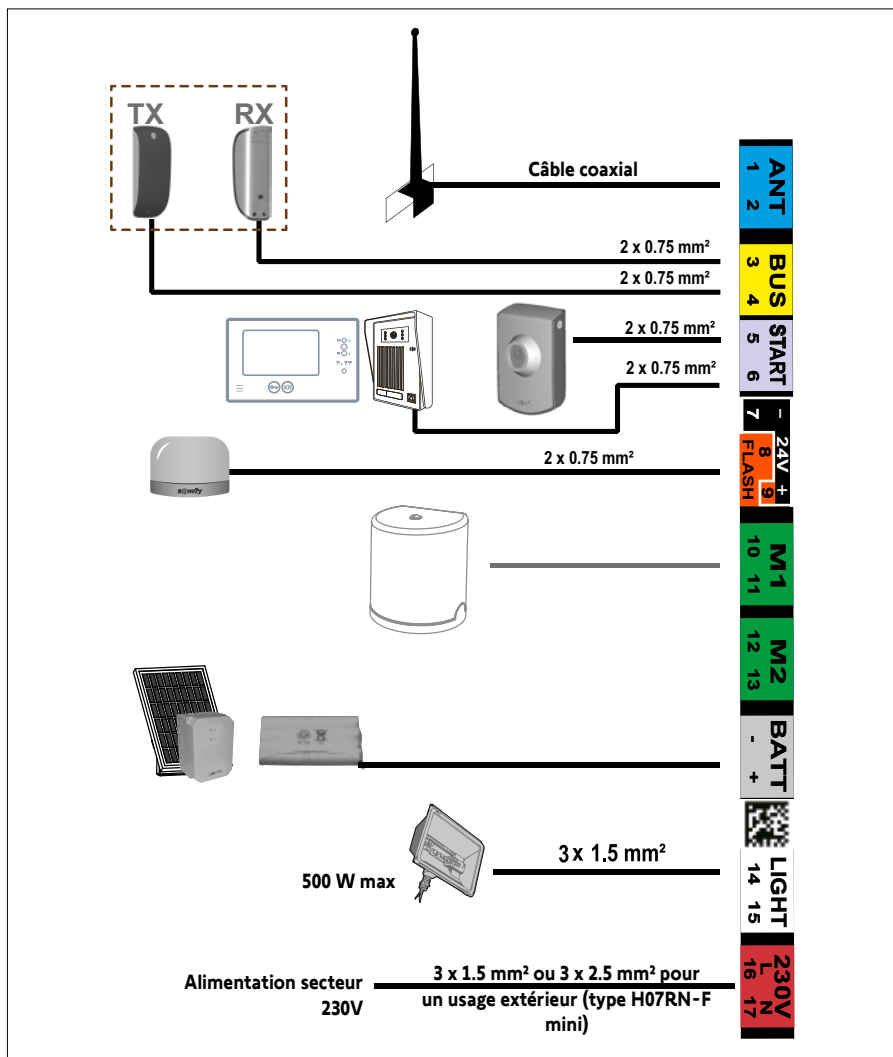 TX
RX
Câble coaxial
ANT
1 2
2 x 0.75 mm²
2 x 0.75 mm²
BUS
3 4
2 x 0.75 mm²
2 x 0.75 mm²
START
5 6
2 x 0.75 mm²
somfy
- 24V +
7 8 9
FLASH
M1
10 11
M2
12 13
BATT
- +
500 W max
3 x 1.5 mm²
LIGHT
14 15
Alimentation secteur
230V
3 x 1.5 mm² ou 3 x 2.5 mm² pour
un usage extérieur (type H07RN-F
mini)
230V
L N
16 17